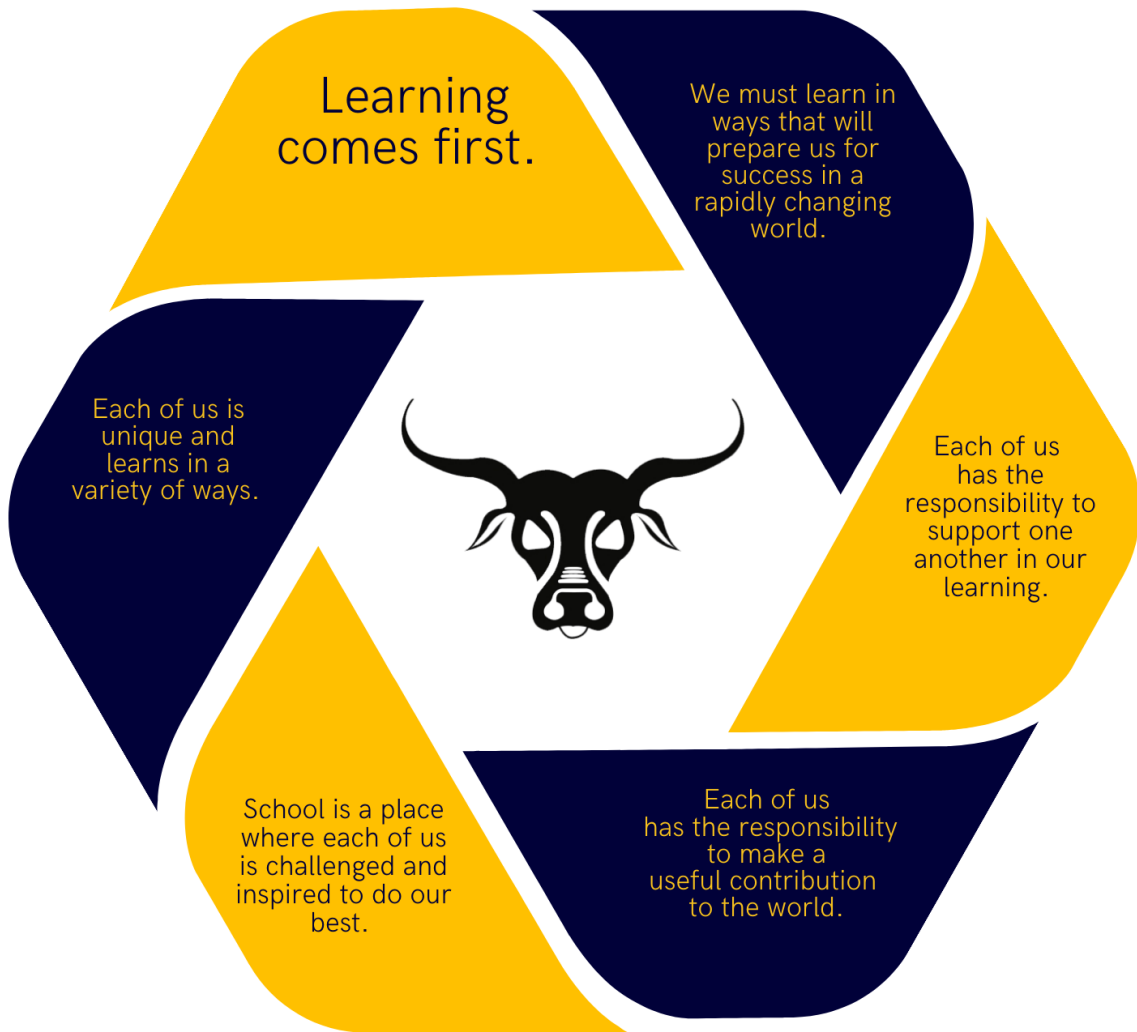 Learning
comes first.
We must learn in
ways that will
prepare us for
success in a
rapidly changing
world.
Each of us
has the
responsibility to
support one
another in our
learning.
Each of us
has the responsibility
to make a
useful contribution
to the world.
School is a place
where each of us
is challenged and
inspired to do our
best.
Each of us is
unique and
learns in a
variety of ways.